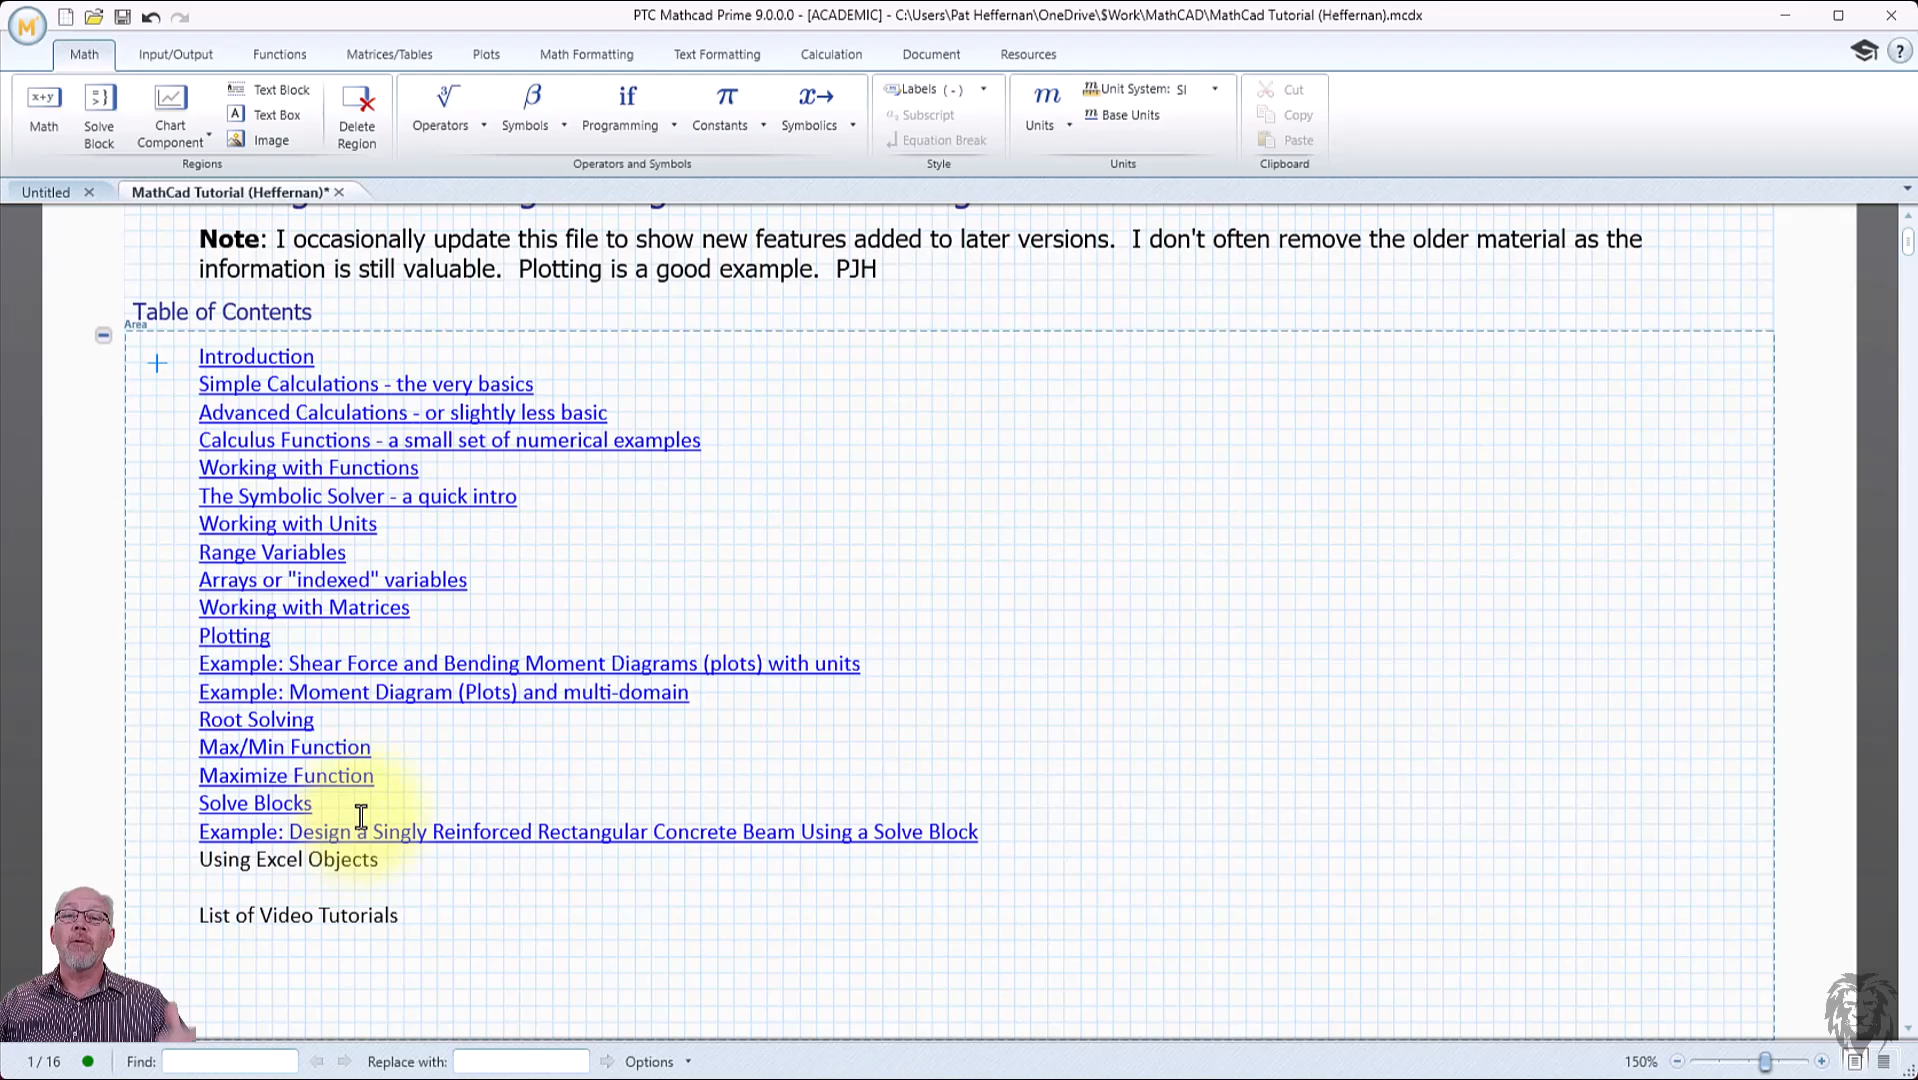 PTC Mathcad Prime 9.0.0.0 - [ACADEMIC] - C:\Users\Pat Heffernan\OneDrive\$Work\MathCAD\MathCad Tutorial (Heffernan).mcdx
Math Input/Output Functions Matrices/Tables Plots Math Formatting Text Formatting Calculation Document Resources
x+y Math
Solve Block
Chart Component
Text Block
Text Box
Image
Delete Region
Regions
Operators
β Symbols
if Programming
π Constants
x→ Symbolics
Operators and Symbols
Labels (-)
Subscript
Equation Break
Style
m Units
Unit System: SI
Base Units
Units
Cut
Copy
Paste
Clipboard
Untitled
MathCad Tutorial (Heffernan)*
Note: I occasionally update this file to show new features added to later versions. I don't often remove the older material as the
information is still valuable. Plotting is a good example. PJH
Table of Contents
Area
Introduction
Simple Calculations - the very basics
Advanced Calculations - or slightly less basic
Calculus Functions - a small set of numerical examples
Working with Functions
The Symbolic Solver - a quick intro
Working with Units
Range Variables
Arrays or "indexed" variables
Working with Matrices
Plotting
Example: Shear Force and Bending Moment Diagrams (plots) with units
Example: Moment Diagram (Plots) and multi-domain
Root Solving
Max/Min Function
Maximize Function
Solve Blocks
Example: Design a Singly Reinforced Rectangular Concrete Beam Using a Solve Block
Using Excel Objects
List of Video Tutorials
1 / 16 Find: Replace with: Options 150%